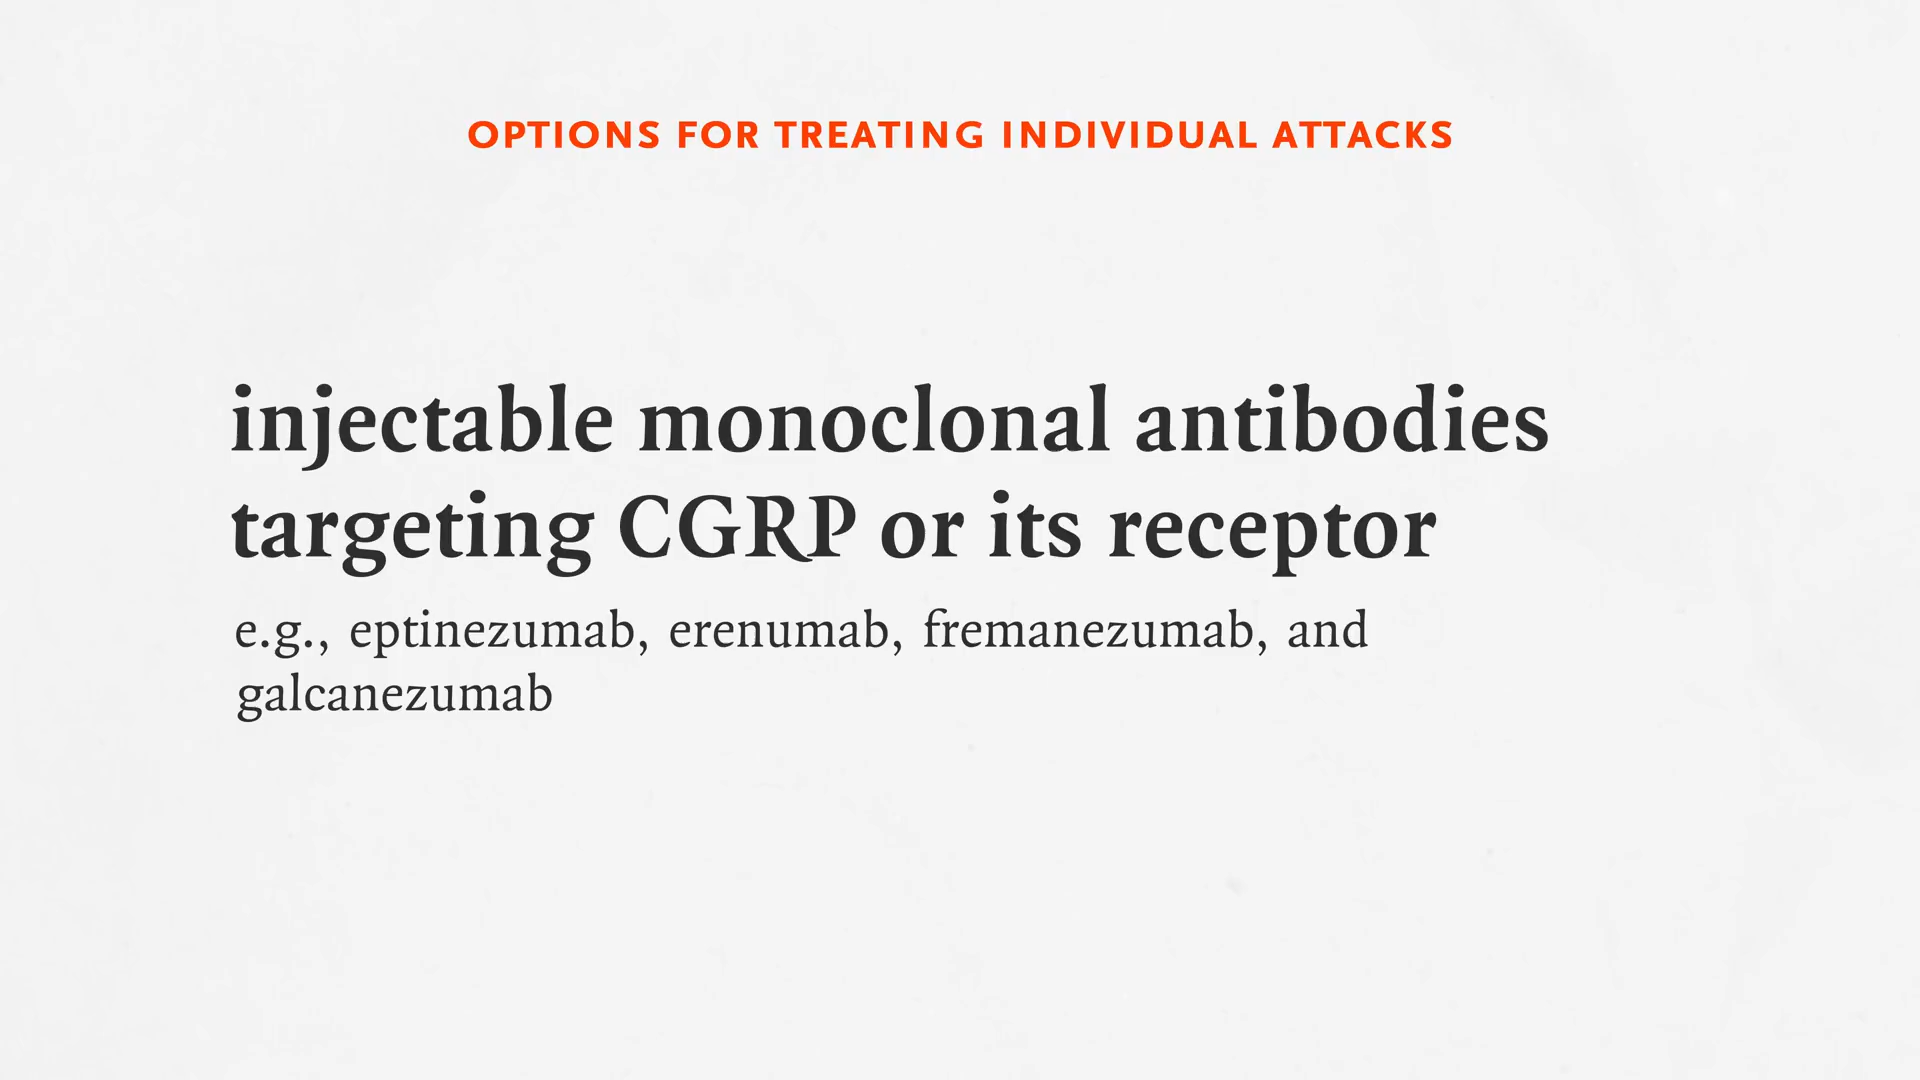 OPTIONS FOR TREATING INDIVIDUAL ATTACKS
injectable monoclonal antibodies
targeting CGRP or its receptor
e.g., eptinezumab, erenumab, fremanezumab, and
galcanezumab